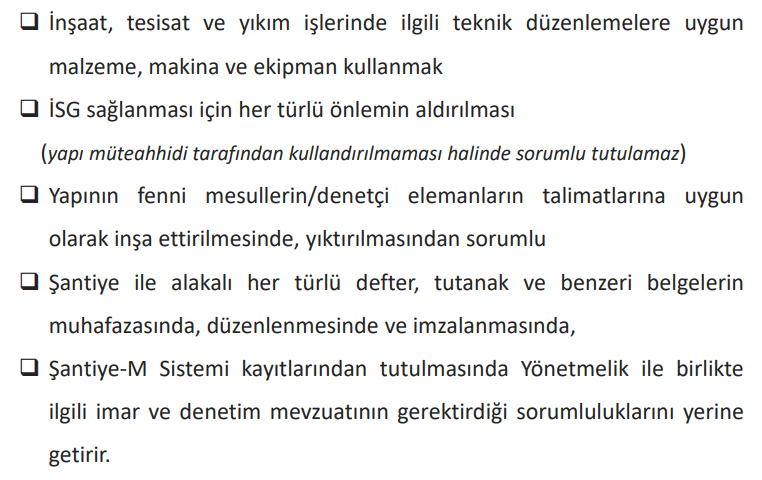 ❑ İnşaat, tesisat ve yıkım işlerinde ilgili teknik düzenlemelere uygun
malzeme, makina ve ekipman kullanmak
❑ İSG sağlanması için her türlü önlemin aldırılması
(yapı müteahhidi tarafından kullandırılmaması halinde sorumlu tutulamaz)
❑ Yapının fenni mesullerin/denetçi elemanların talimatlarına uygun
olarak inşa ettirilmesinde, yıktırılmasından sorumlu
❑ Şantiye ile alakalı her türlü defter, tutanak ve benzeri belgelerin
muhafazasında, düzenlenmesinde ve imzalanmasında,
❑ Şantiye-M Sistemi kayıtlarından tutulmasında Yönetmelik ile birlikte
ilgili imar ve denetim mevzuatının gerektirdiği sorumluluklarını yerine
getirir.